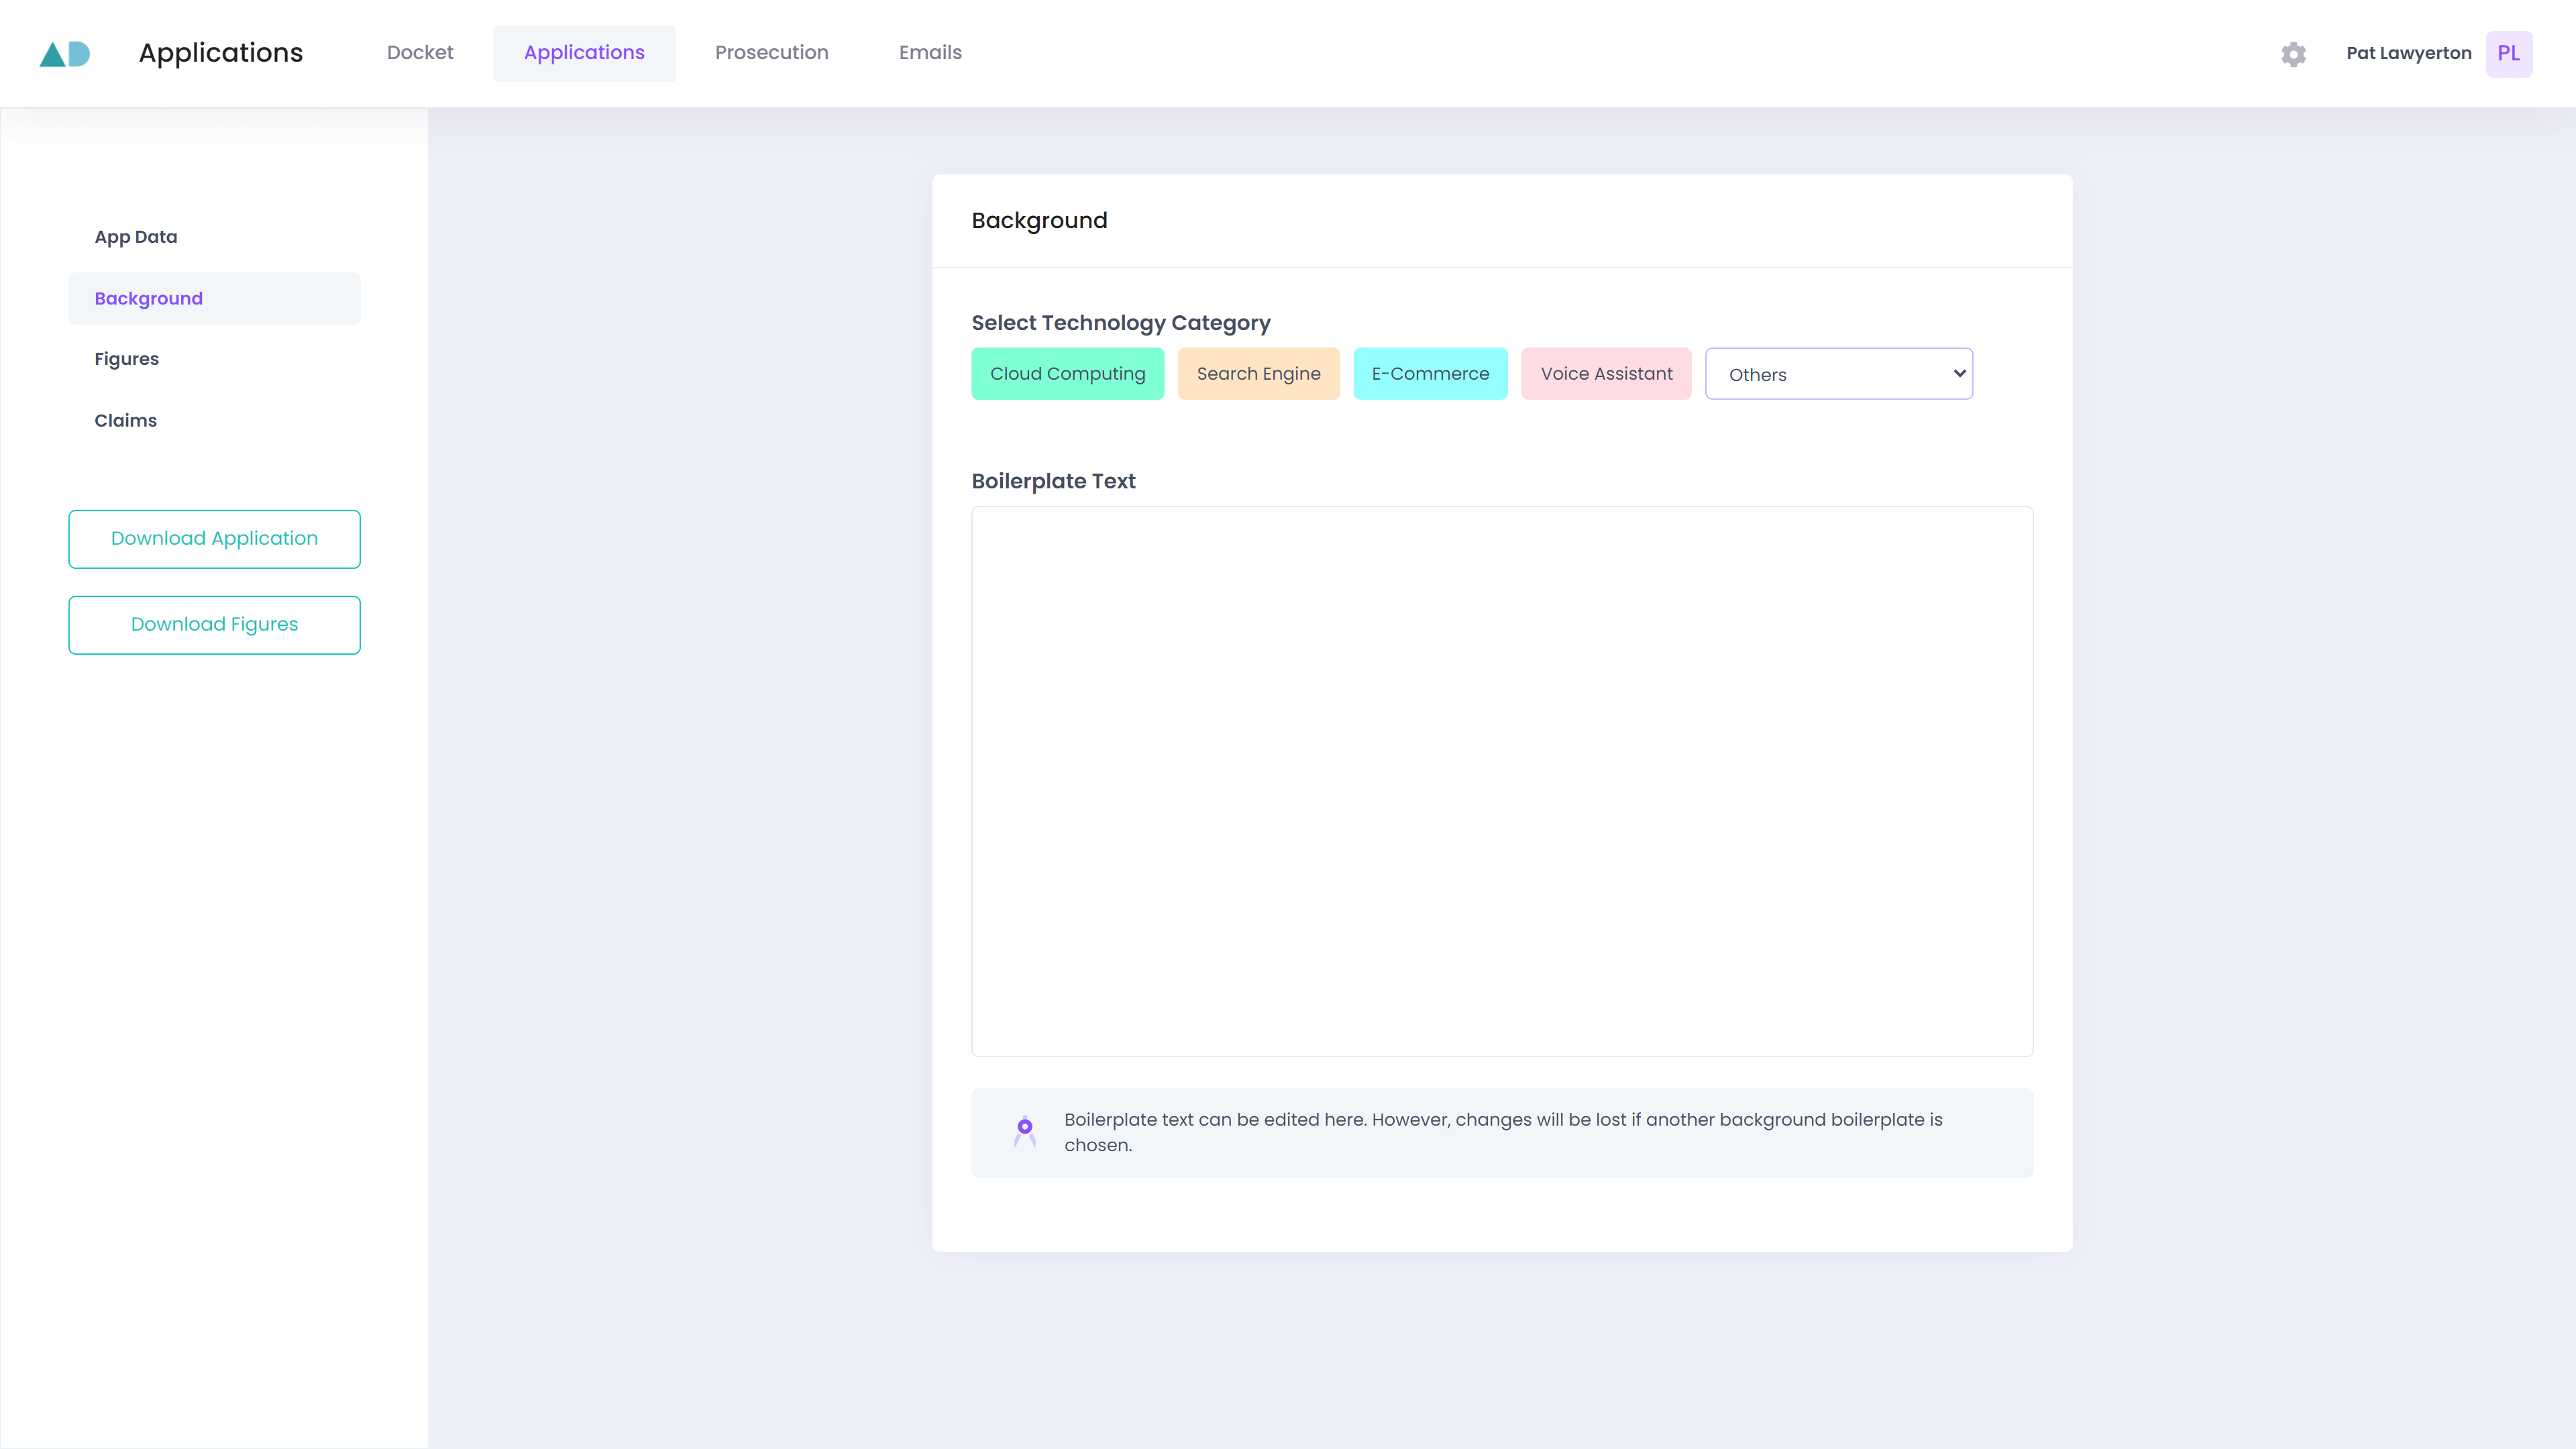 Applications
Docket
Applications
Prosecution
Emails
Pat Lawyerton
PL
App Data
Background
Figures
Claims
Download Application
Download Figures
Background
Select Technology Category
Cloud Computing
Search Engine
E-Commerce
Voice Assistant
Others
Boilerplate Text
Boilerplate text can be edited here. However, changes will be lost if another background boilerplate is
chosen.